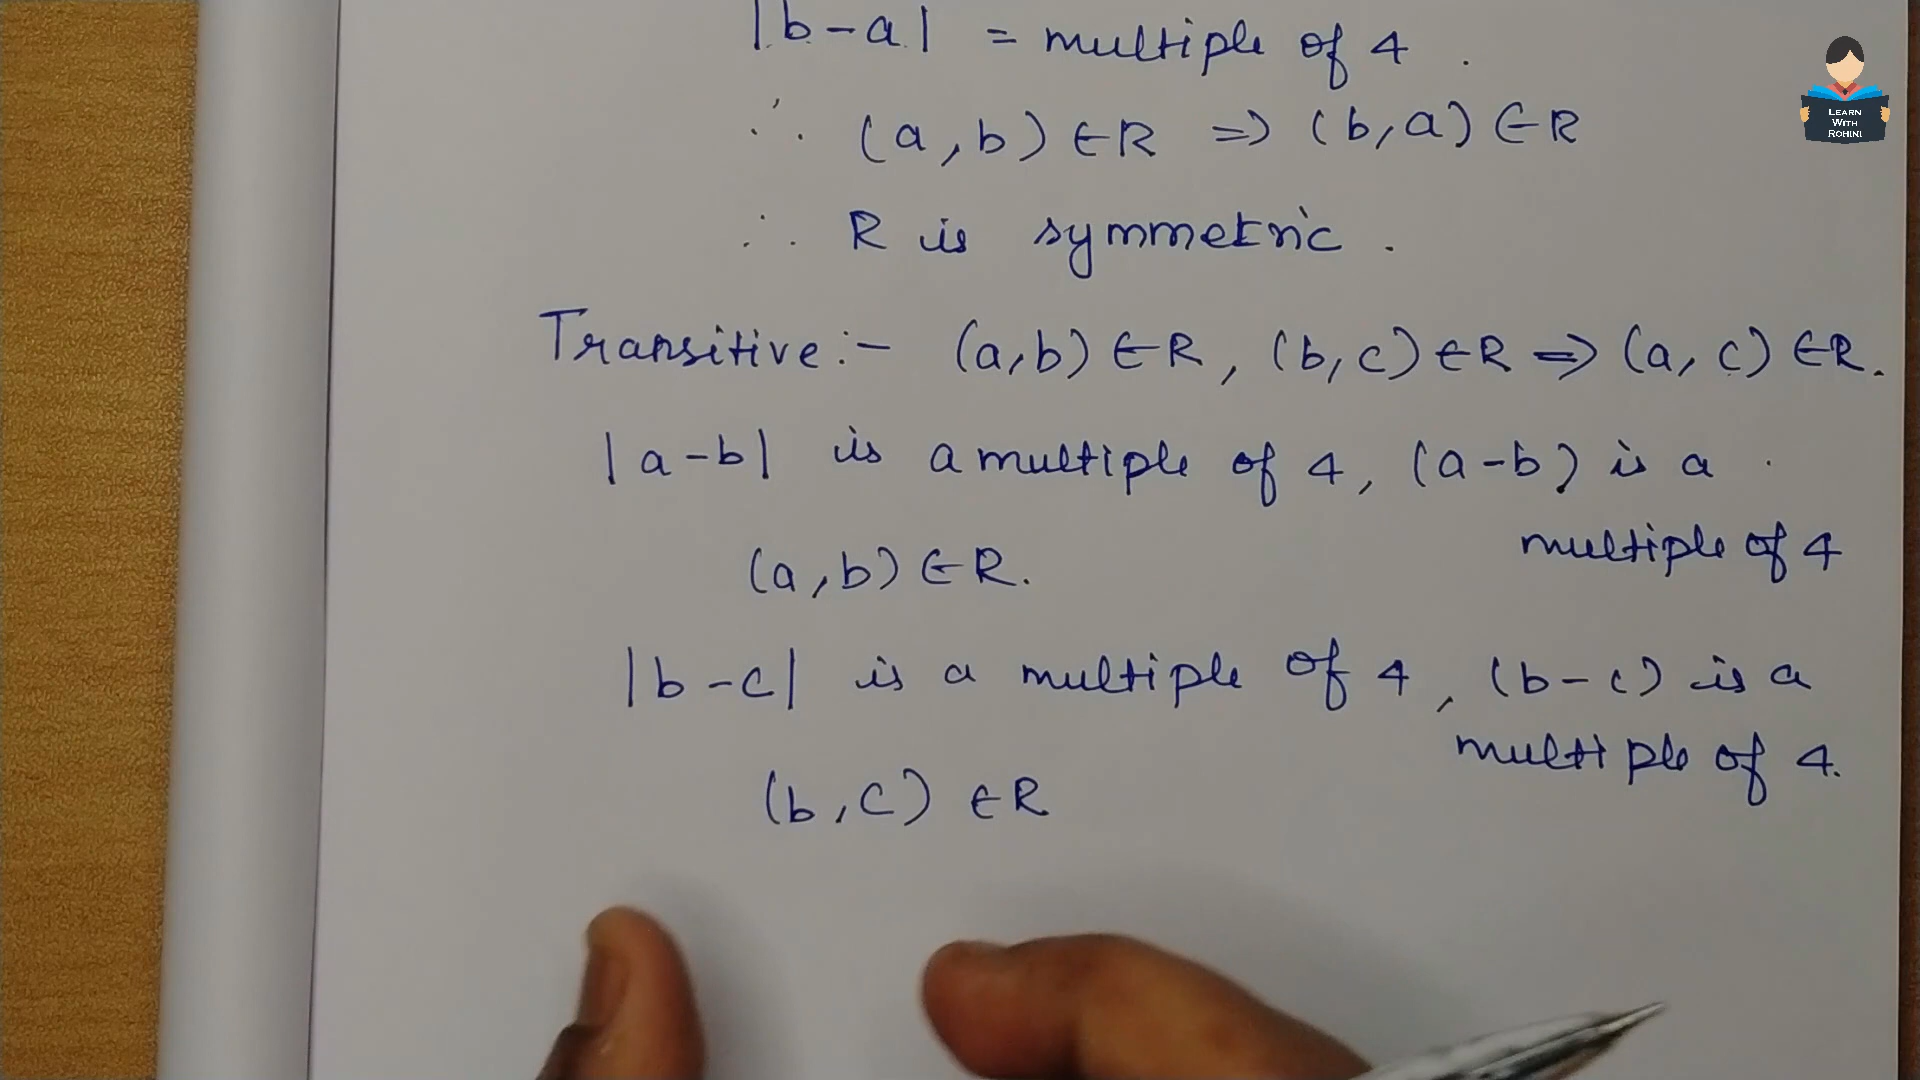 |b-a| = multiple of 4.
∴ (a,b) ∈ R ⇒ (b,a) ∈ R
∴ R is symmetric.
Transitive:- (a,b) ∈ R, (b,c) ∈ R ⇒ (a,c) ∈ R.
|a-b| is a multiple of 4, (a-b) is a
multiple of 4
(a,b) ∈ R.
|b-c| is a multiple of 4, (b-c) is a
multiple of 4.
(b,c) ∈ R
LEARN
WITH
ROHINI